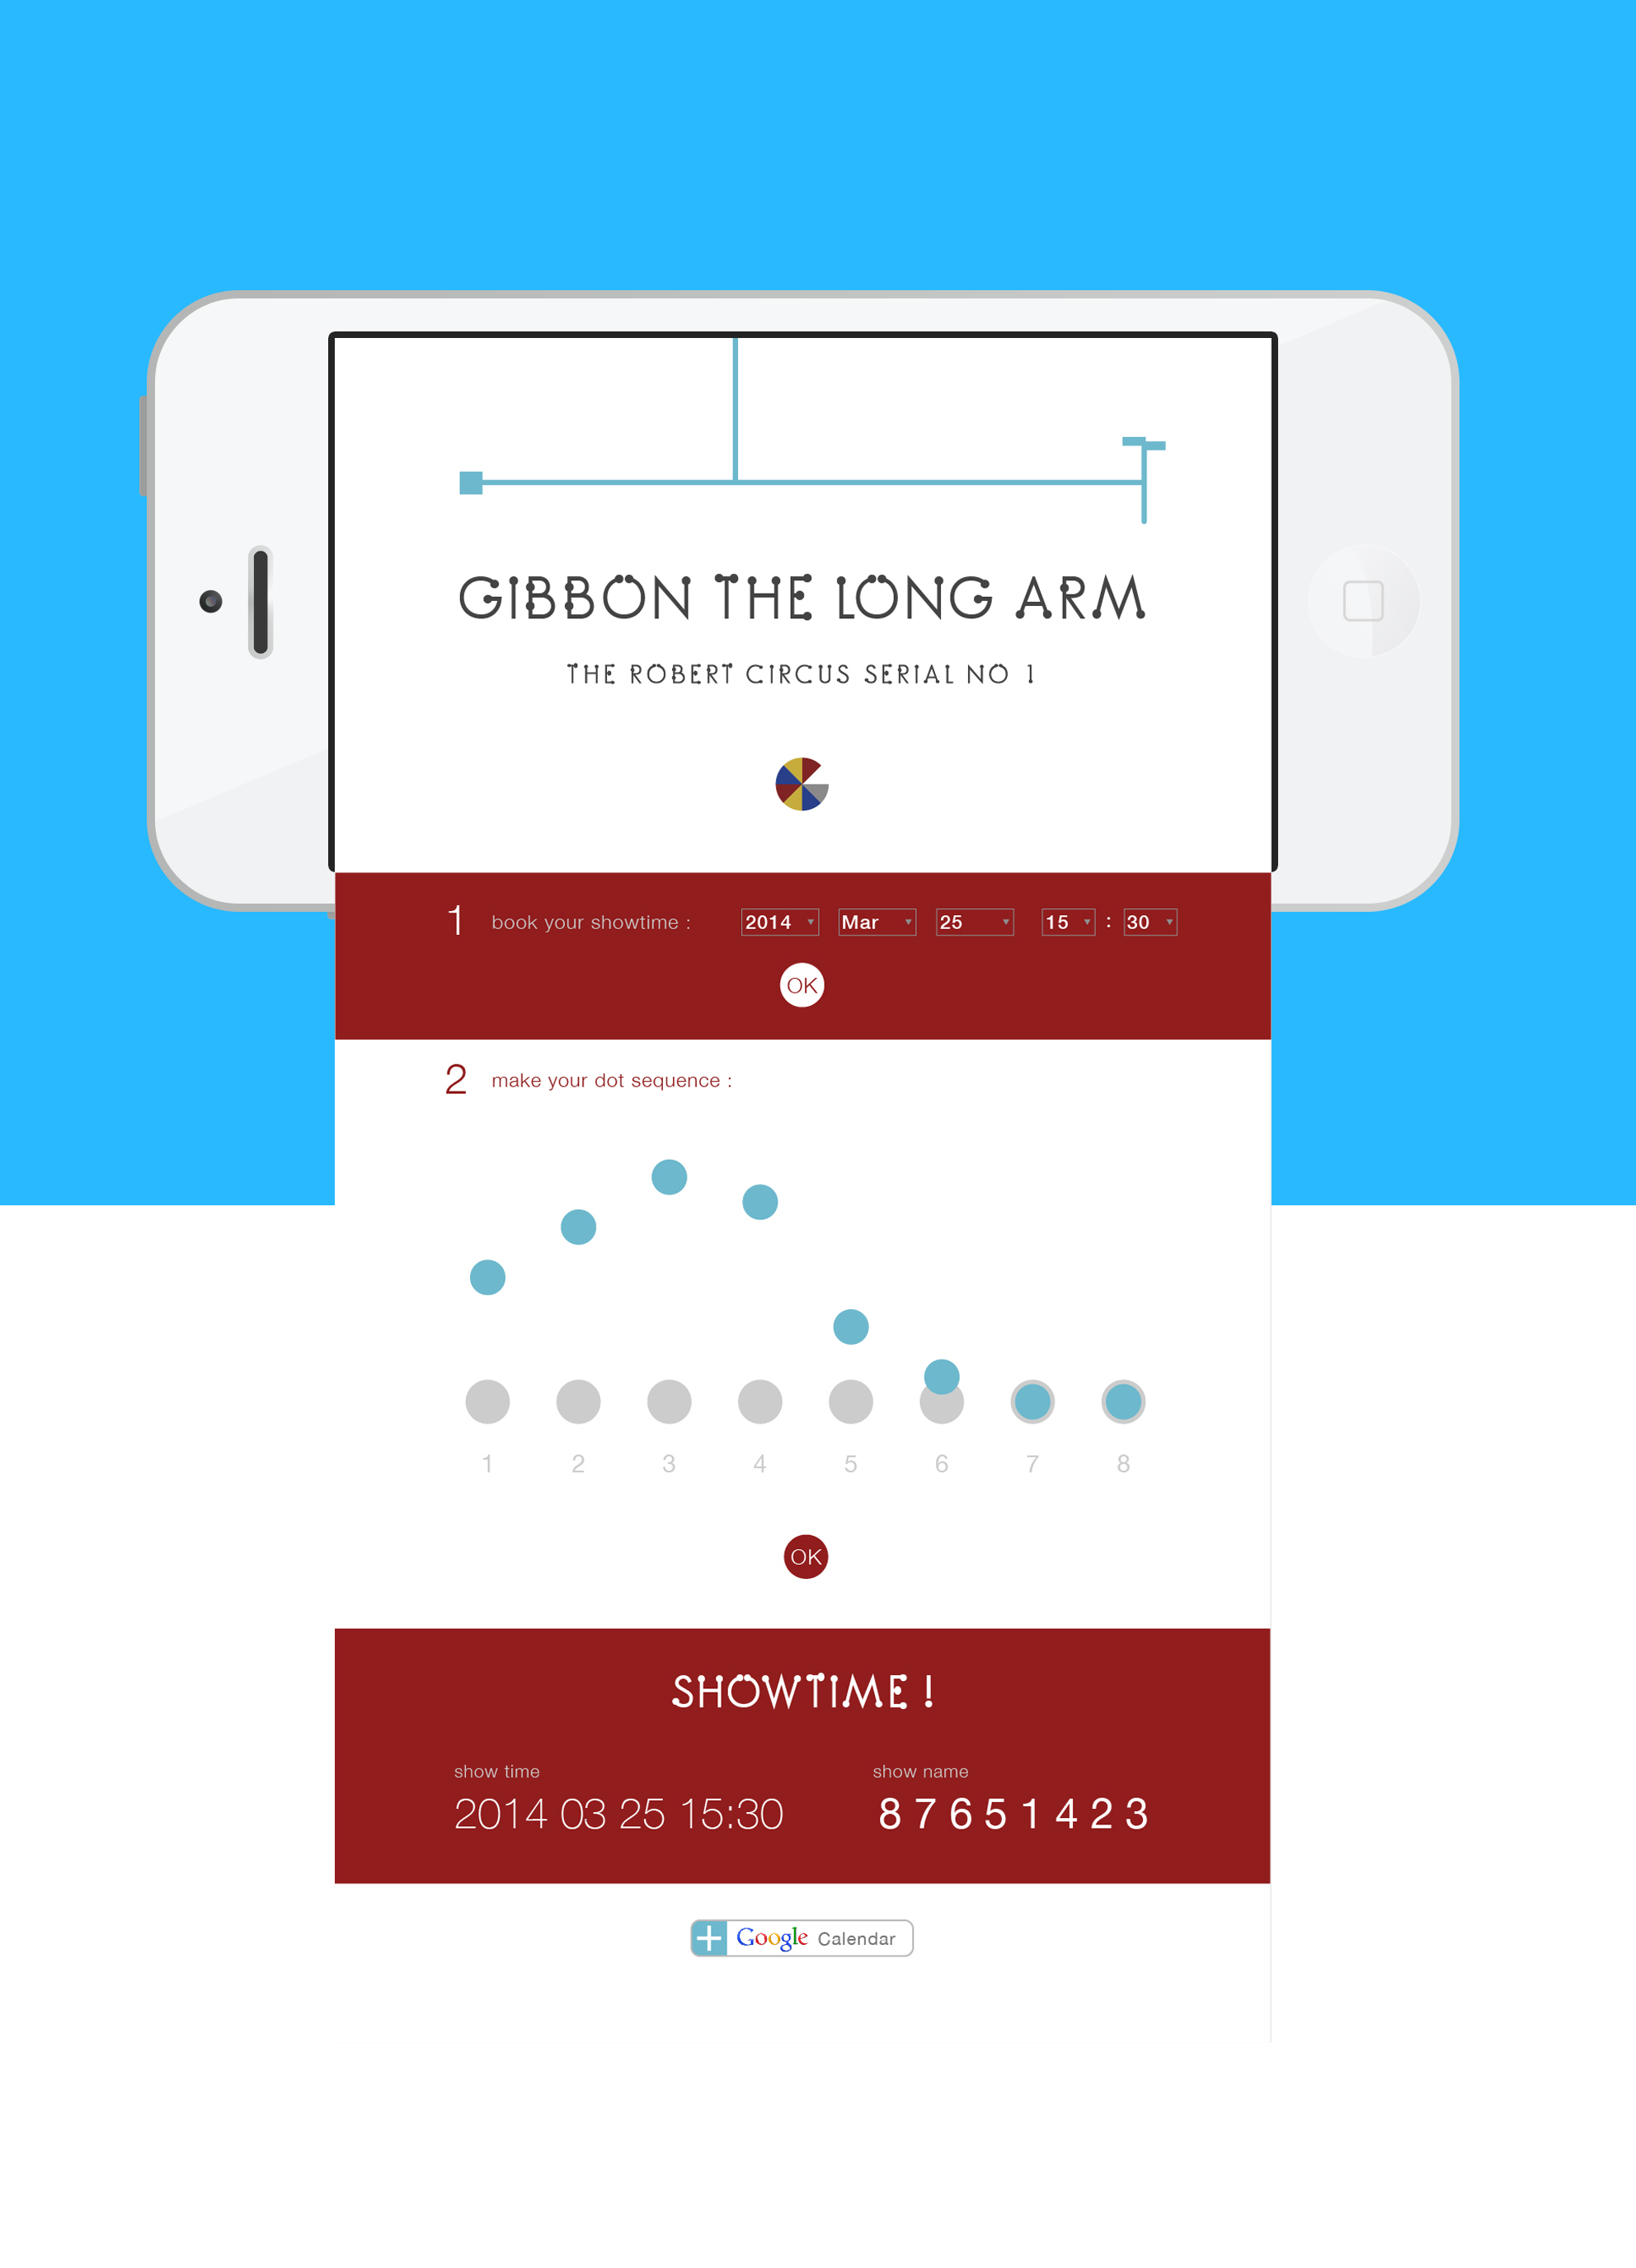 GIBBON THE LONG ARM
THE ROBERT CIRCUS SERIAL NO 1
1 book your showtime : 2014 Mar 25 15 : 30
OK
2 make your dot sequence :
1 2 3 4 5 6 7 8
OK
SHOWTIME !
show time show name
2014 03 25 15:30 8 7 6 5 1 4 2 3
Google Calendar